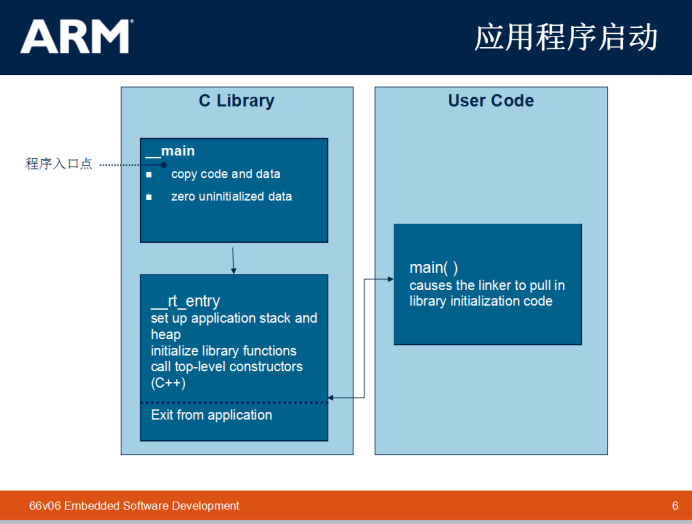 ARM
应用程序启动
C Library
User Code
程序入口点
__main
copy code and data
zero uninitialized data
__rt_entry
set up application stack and
heap
initialize library functions
call top-level constructors
(C++)
Exit from application
main( )
causes the linker to pull in
library initialization code
66v06 Embedded Software Development
6